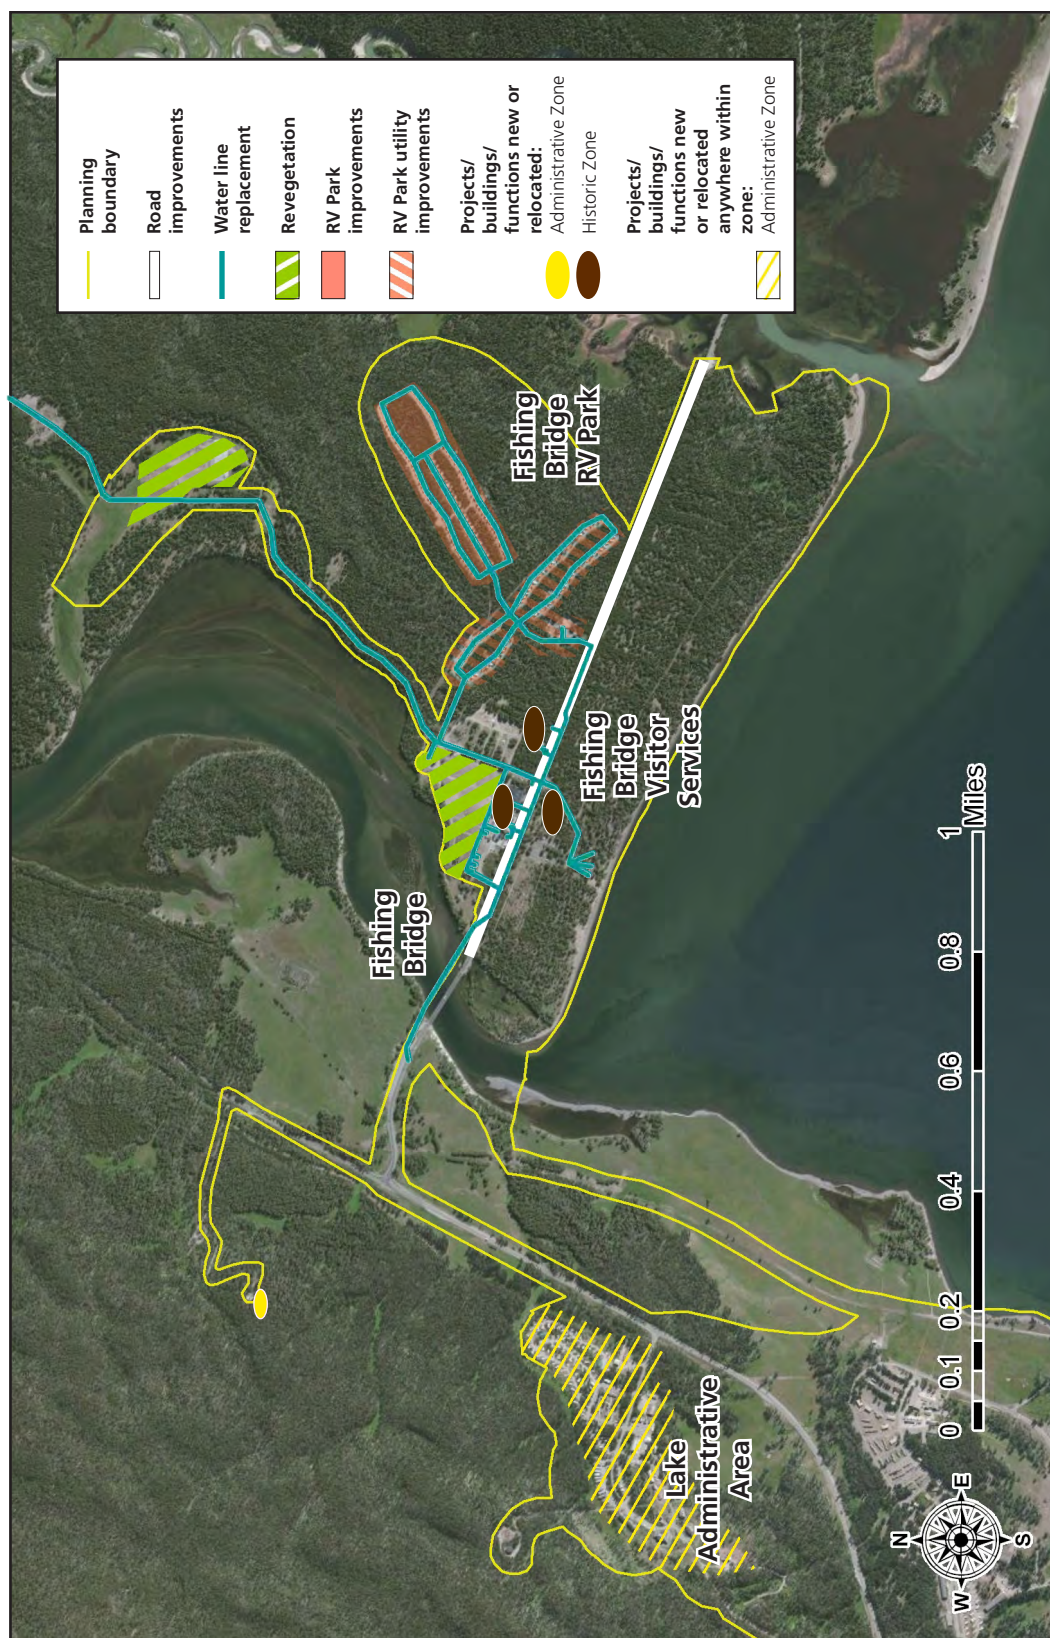 Planning
boundary
Road
improvements
Water line
replacement
Revegetation
RV Park
improvements
RV Park utility
improvements
Projects/
buildings/
functions new or
relocated:
Administrative Zone
Historic Zone
Projects/
buildings/
functions new
or relocated
anywhere within
zone:
Administrative Zone
Fishing
Bridge
RV Park
Fishing
Bridge
Visitor
Services
Fishing
Bridge
Lake
Administrative
Area
0 0.1 0.2 0.4 0.6 0.8 1
Miles
N
W E
S